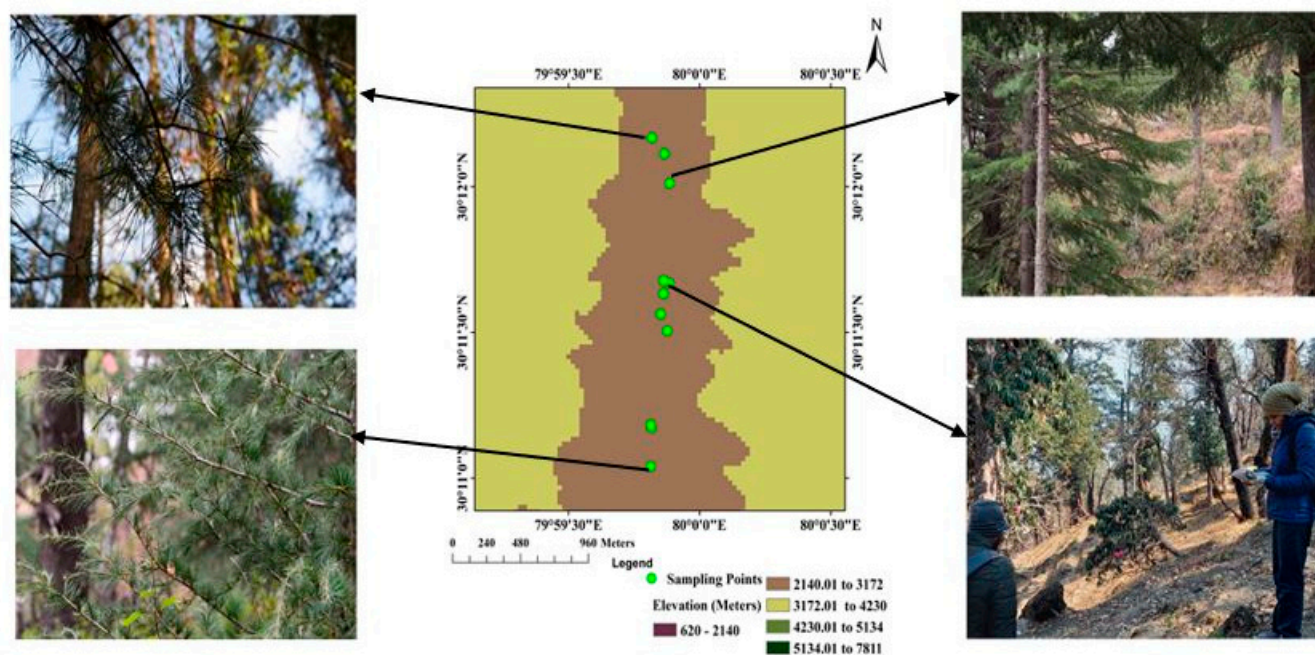 N
79°59'30"E 80°0'0"E 80°0'30"E
30°12'0"N 30°12'0"N
30°11'30"N 30°11'30"N
30°11'0"N 30°11'0"N
79°59'30"E 80°0'0"E 80°0'30"E
0 240 480 960 Meters
Legend
Sampling Points
Elevation (Meters)
620 - 2140
2140.01 to 3172
3172.01 to 4230
4230.01 to 5134
5134.01 to 7811